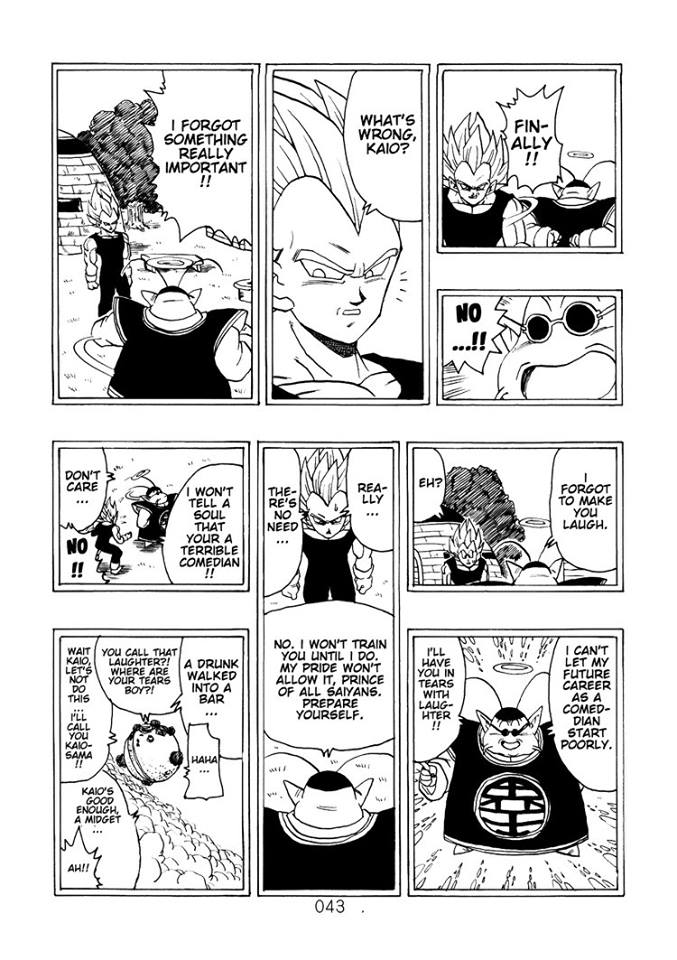 FIN-
ALLY
!!
NO
...!!
WHAT'S
WRONG,
KAIO?
I FORGOT
SOMETHING
REALLY
IMPORTANT
!!
I
FORGOT
TO MAKE
YOU
LAUGH.
EH?
REA-
LLY ...
THE-
RE'S
NO
NEED
...
I WON'T
TELL A
SOUL
THAT
YOUR A
TERRIBLE
COMEDIAN
!!
DON'T
CARE
...
NO
!!
I CAN'T
LET MY
FUTURE
CAREER
AS A
COMED-
DIAN
START
POORLY.
I'LL
HAVE YOU
IN TEARS
WITH
LAUG-
HTER
!!
NO. I WON'T TRAIN
YOU UNTIL I DO.
MY PRIDE WON'T
ALLOW IT, PRINCE
OF ALL SAIYANS.
PREPARE
YOURSELF.
A DRUNK
WALKED
INTO A
BAR
...
HAHA
...
YOU CALL THAT
LAUGHTER?!
WHERE ARE
YOUR TEARS
BOY?!
WAIT
KAIO,
LET'S
NOT
DO
THIS
...
I'LL
CALL
YOU
KAIO-
SAMA
!!
KAIO'S
GOOD
ENOUGH,
A MIDGET
...
AH!!
043